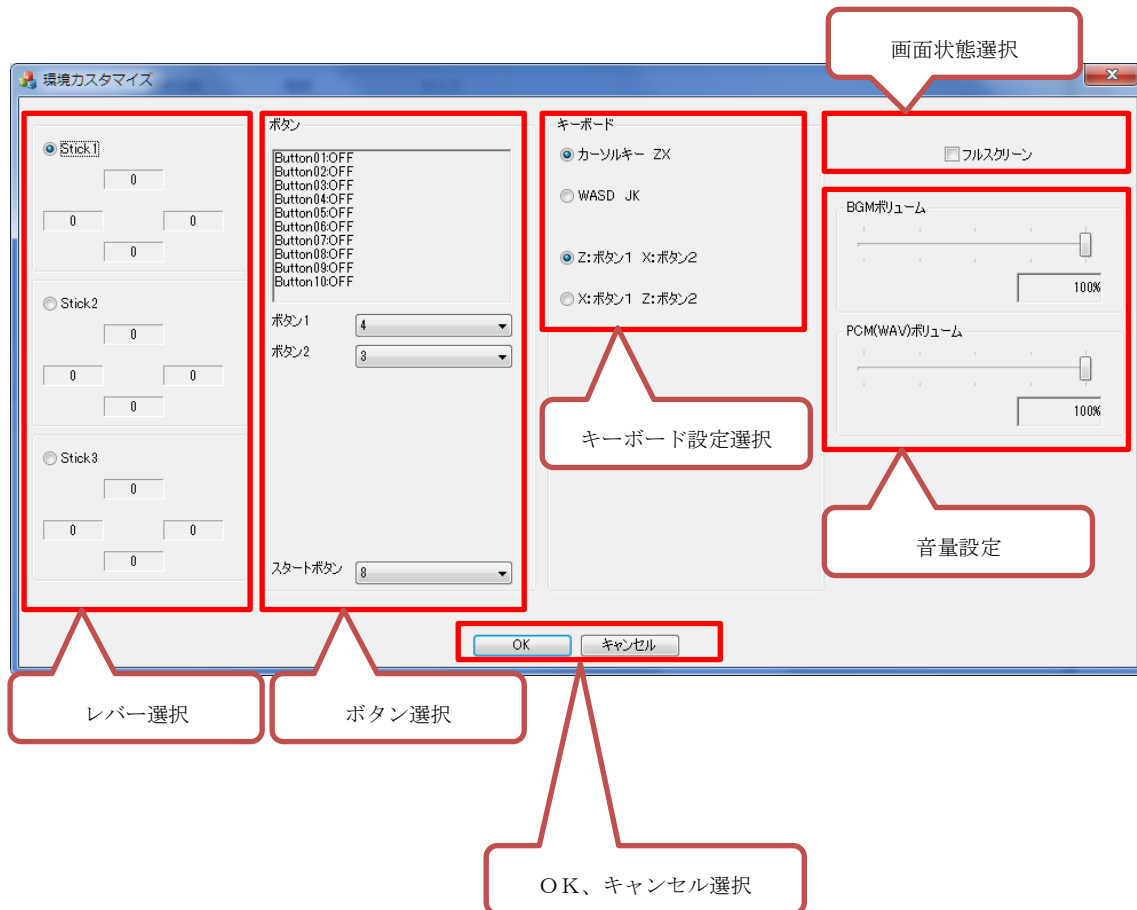 画面状態選択
環境カスタマイズ
Stick1
0
0 0
0
Stick2
0
0 0
0
Stick3
0
0 0
0
ボタン
Button01:OFF
Button02:OFF
Button03:OFF
Button04:OFF
Button05:OFF
Button06:OFF
Button07:OFF
Button08:OFF
Button09:OFF
Button10:OFF
ボタン1 4
ボタン2 3
スタートボタン 8
キーボード
カーソルキー ZX
WASD JK
Z:ボタン1 X:ボタン2
X:ボタン1 Z:ボタン2
キーボード設定選択
フルスクリーン
BGMボリューム
100%
PCM(WAV)ボリューム
100%
音量設定
OK キャンセル
レバー選択
ボタン選択
ＯＫ、キャンセル選択